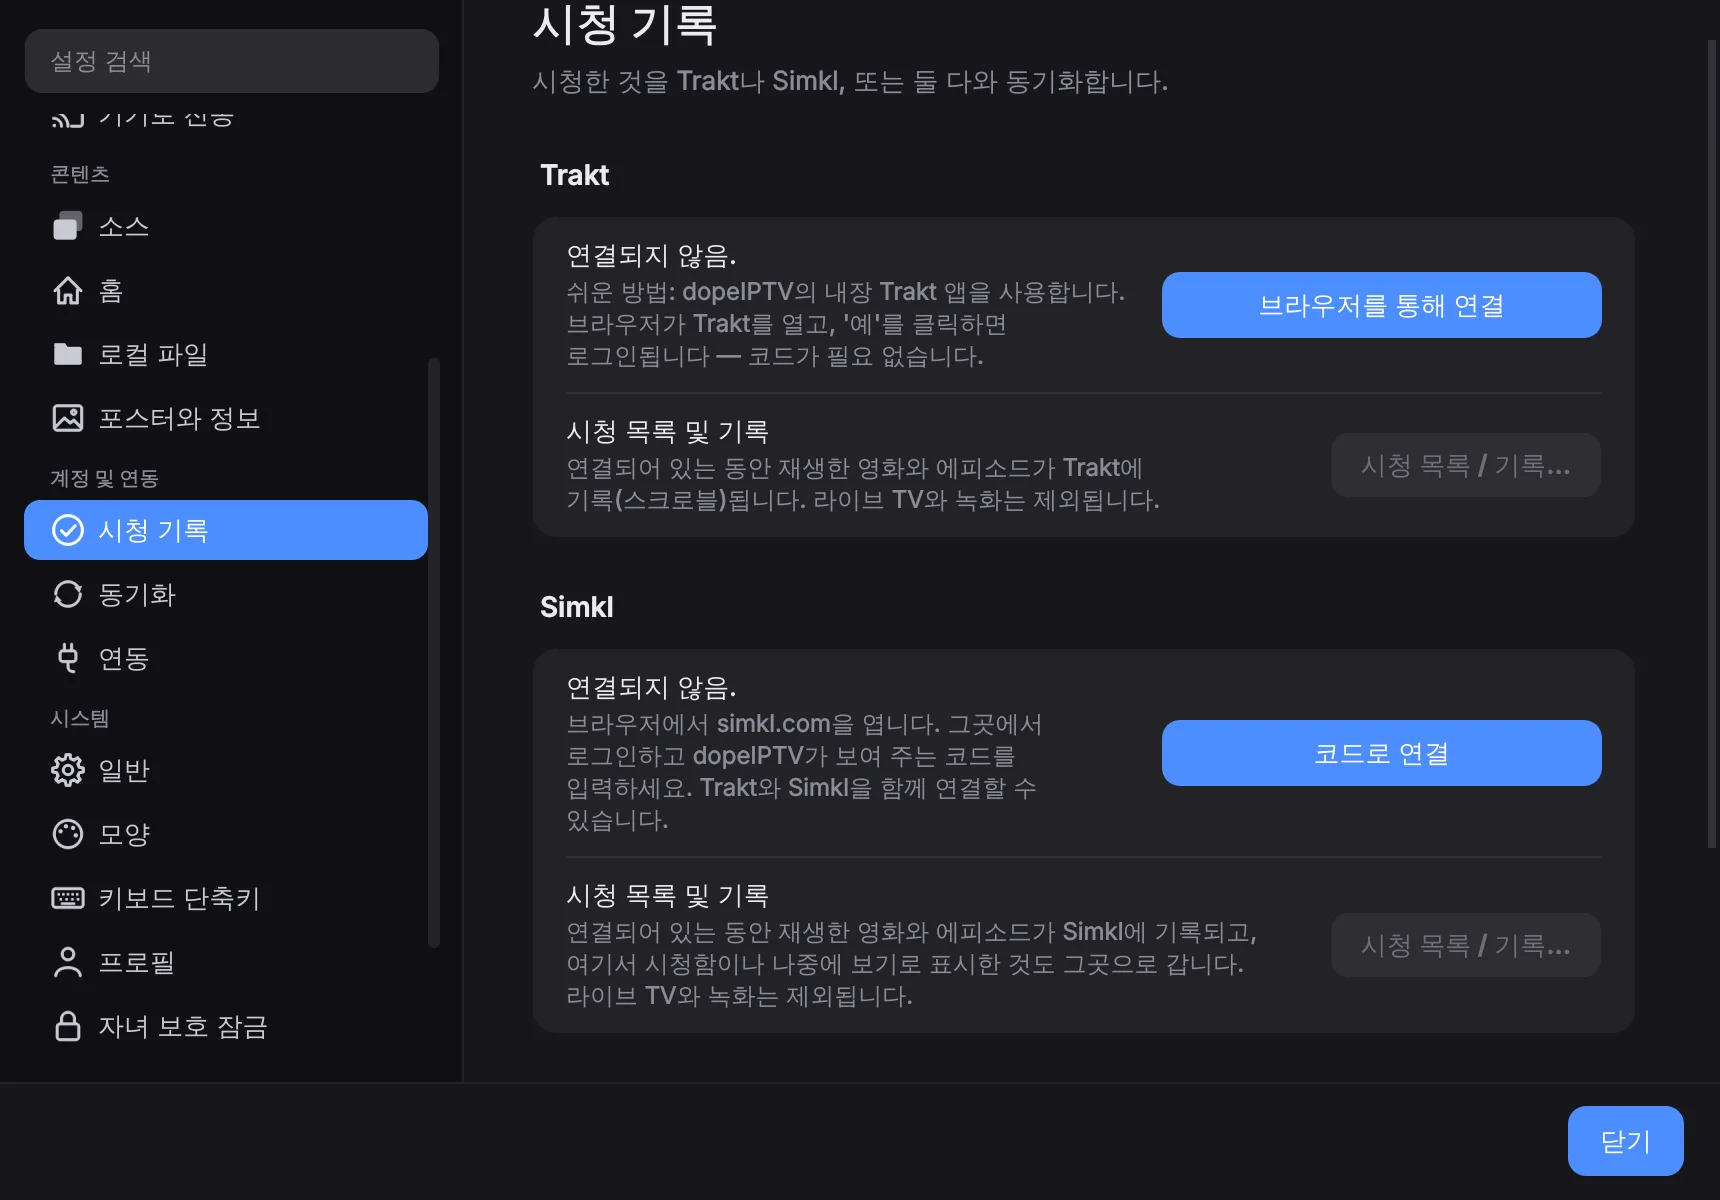 설정 검색
기기로 전송
콘텐츠
소스
홈
로컬 파일
포스터와 정보
계정 및 연동
시청 기록
동기화
연동
시스템
일반
모양
키보드 단축키
프로필
자녀 보호 잠금
시청 기록
시청한 것을 Trakt나 Simkl, 또는 둘 다와 동기화합니다.
Trakt
연결되지 않음.
쉬운 방법: dopeIPTV의 내장 Trakt 앱을 사용합니다.
브라우저가 Trakt를 열고, '예'를 클릭하면
로그인됩니다 — 코드가 필요 없습니다.
브라우저를 통해 연결
시청 목록 및 기록
연결되어 있는 동안 재생한 영화와 에피소드가 Trakt에
기록(스크로블)됩니다. 라이브 TV와 녹화는 제외됩니다.
시청 목록 / 기록...
Simkl
연결되지 않음.
브라우저에서 simkl.com을 엽니다. 그곳에서
로그인하고 dopeIPTV가 보여 주는 코드를
입력하세요. Trakt와 Simkl을 함께 연결할 수
있습니다.
코드로 연결
시청 목록 및 기록
연결되어 있는 동안 재생한 영화와 에피소드가 Simkl에 기록되고,
여기서 시청함이나 나중에 보기로 표시한 것도 그곳으로 갑니다.
라이브 TV와 녹화는 제외됩니다.
시청 목록 / 기록...
닫기